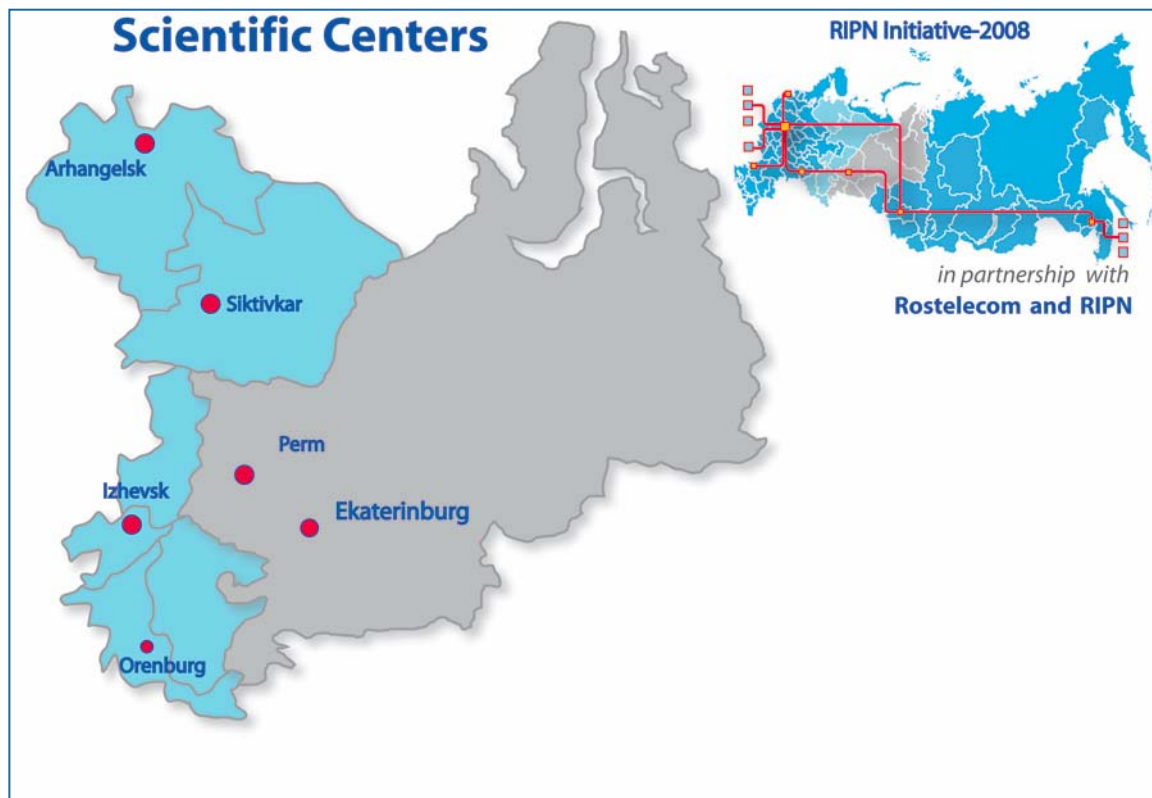 Scientific Centers
RIPN Initiative-2008
Arhangelsk
Siktivkar
in partnership with
Rostelecom and RIPN
Perm
Izhevsk
Ekaterinburg
Orenburg